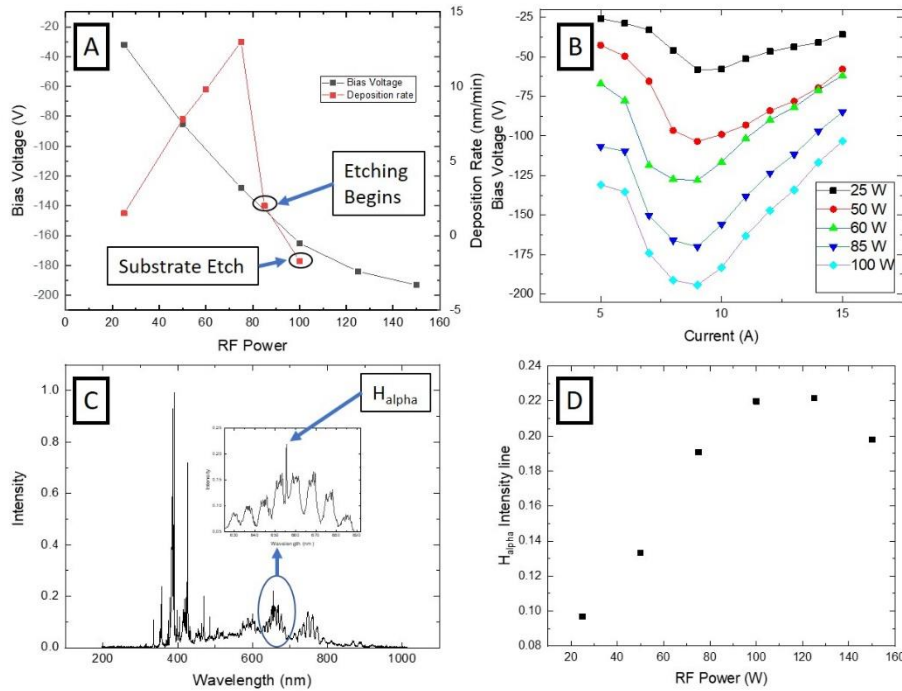 A
-20
-40
-60
-80
-100
-120
-140
-160
-180
-200
Bias Voltage (V)
15
10
5
0
-5
Deposition Rate (nm/min)
Bias Voltage
Deposition rate
Etching
Begins
Substrate Etch
0 20 40 60 80 100 120 140 160
RF Power
B
-25
-50
-75
-100
-125
-150
-175
-200
Bias Voltage (V)
25 W
50 W
60 W
85 W
100 W
5 10 15
Current (A)
C
1.0
0.8
0.6
0.4
0.2
0.0
Intensity
H alpha
Intensity
Wavelength (nm)
200 400 600 800 1000
Wavelength (nm)
D
0.24
0.22
0.20
0.18
0.16
0.14
0.12
0.10
0.08
H alpha Intensity line
20 40 60 80 100 120 140 160
RF Power (W)